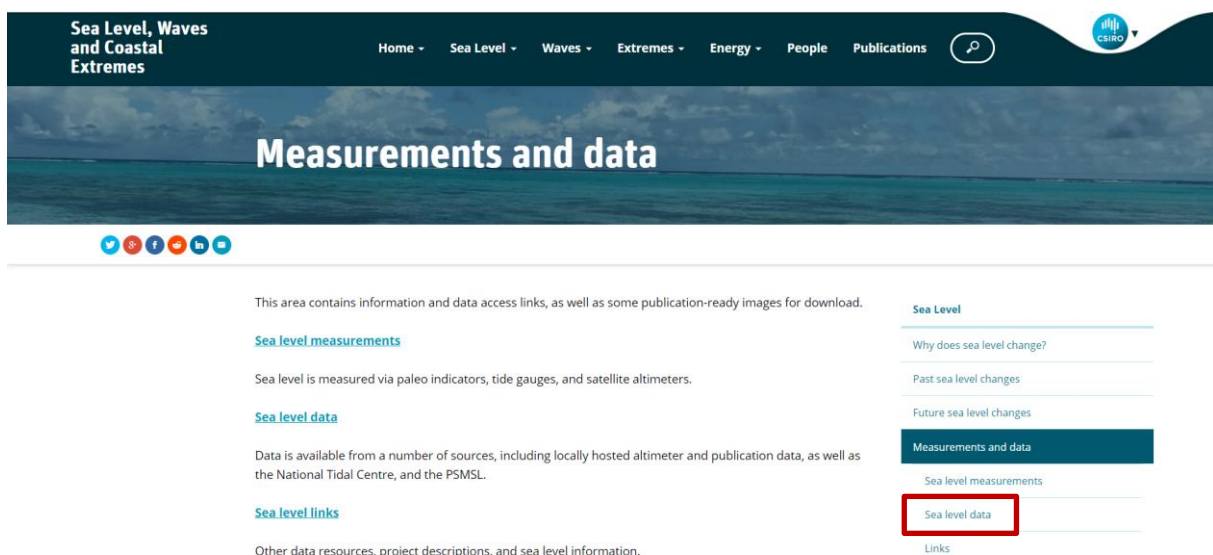 Sea Level, Waves
and Coastal
Extremes
Home
Sea Level
Waves
Extremes
Energy
People
Publications
CSIRO
Measurements and data
This area contains information and data access links, as well as some publication-ready images for download.
Sea level measurements
Sea level is measured via paleo indicators, tide gauges, and satellite altimeters.
Sea level data
Data is available from a number of sources, including locally hosted altimeter and publication data, as well as
the National Tidal Centre, and the PSMSL.
Sea level links
Other data resources, project descriptions, and sea level information.
Sea Level
Why does sea level change?
Past sea level changes
Future sea level changes
Measurements and data
Sea level measurements
Sea level data
Links